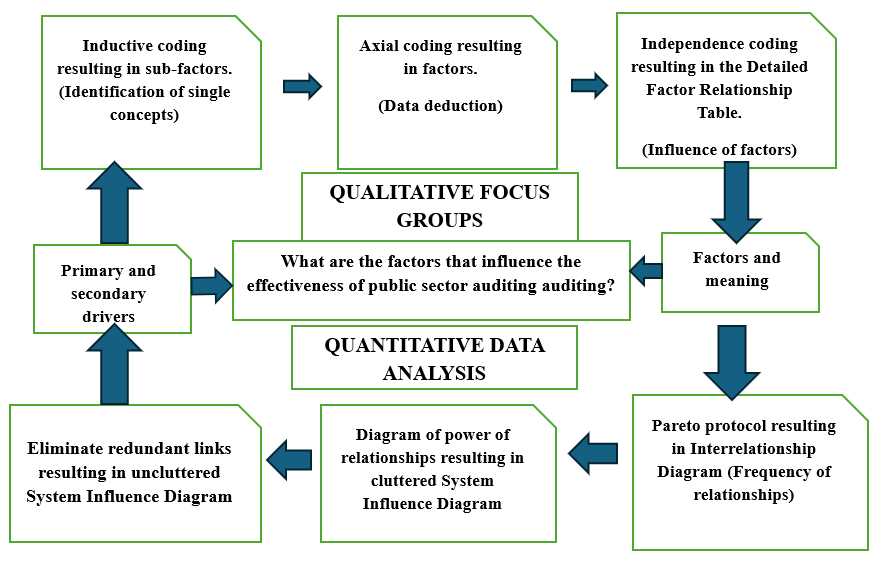 Inductive coding
resulting in sub-factors.
(Identification of single
concepts)
Axial coding resulting
in factors.
(Data deduction)
Independence coding
resulting in the Detailed
Factor Relationship
Table.
(Influence of factors)
QUALITATIVE FOCUS
GROUPS
Primary and
secondary
drivers
What are the factors that influence the
effectiveness of public sector auditing auditing?
Factors and
meaning
QUANTITATIVE DATA
ANALYSIS
Eliminate redundant links
resulting in uncluttered
System Influence Diagram
Diagram of power of
relationships resulting in
cluttered System
Influence Diagram
Pareto protocol resulting
in Interrelationship
Diagram (Frequency of
relationships)